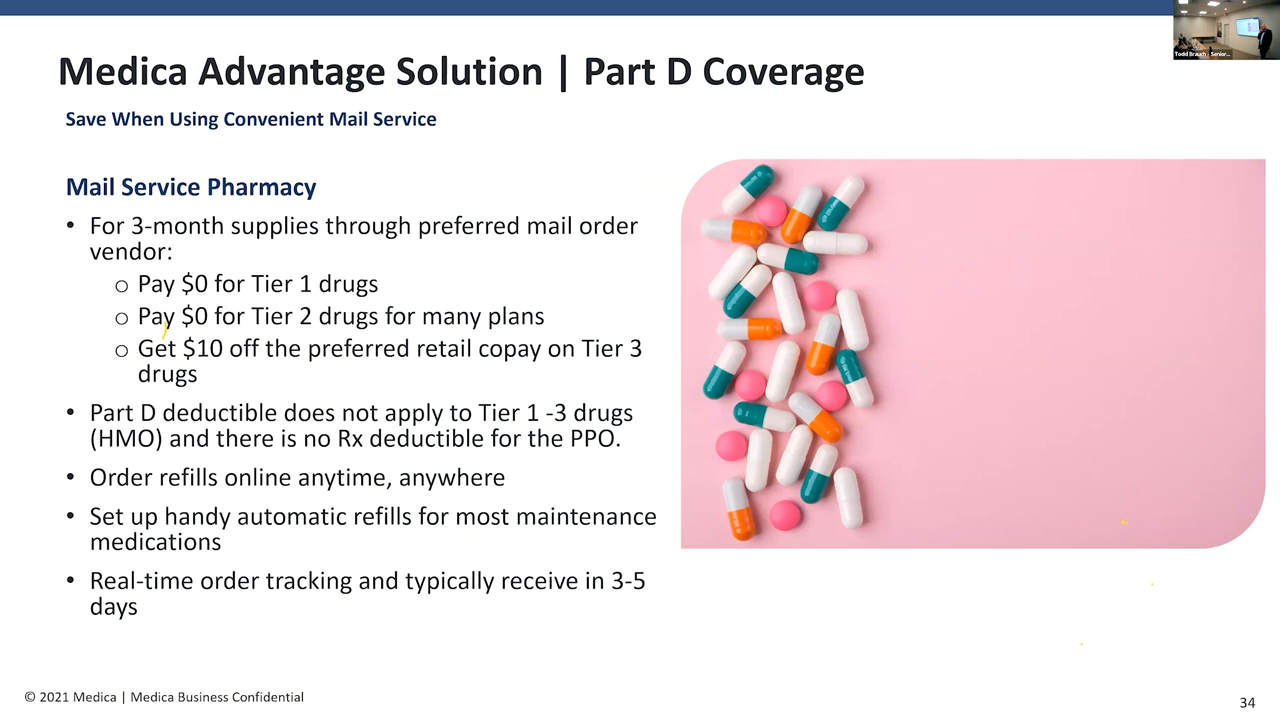 Todd Brauch - Senior...
Medica Advantage Solution | Part D Coverage
Save When Using Convenient Mail Service
Mail Service Pharmacy
• For 3-month supplies through preferred mail order
vendor:
o Pay $0 for Tier 1 drugs
o Pay $0 for Tier 2 drugs for many plans
o Get $10 off the preferred retail copay on Tier 3
drugs
• Part D deductible does not apply to Tier 1 -3 drugs
(HMO) and there is no Rx deductible for the PPO.
• Order refills online anytime, anywhere
• Set up handy automatic refills for most maintenance
medications
• Real-time order tracking and typically receive in 3-5
days
© 2021 Medica | Medica Business Confidential
34